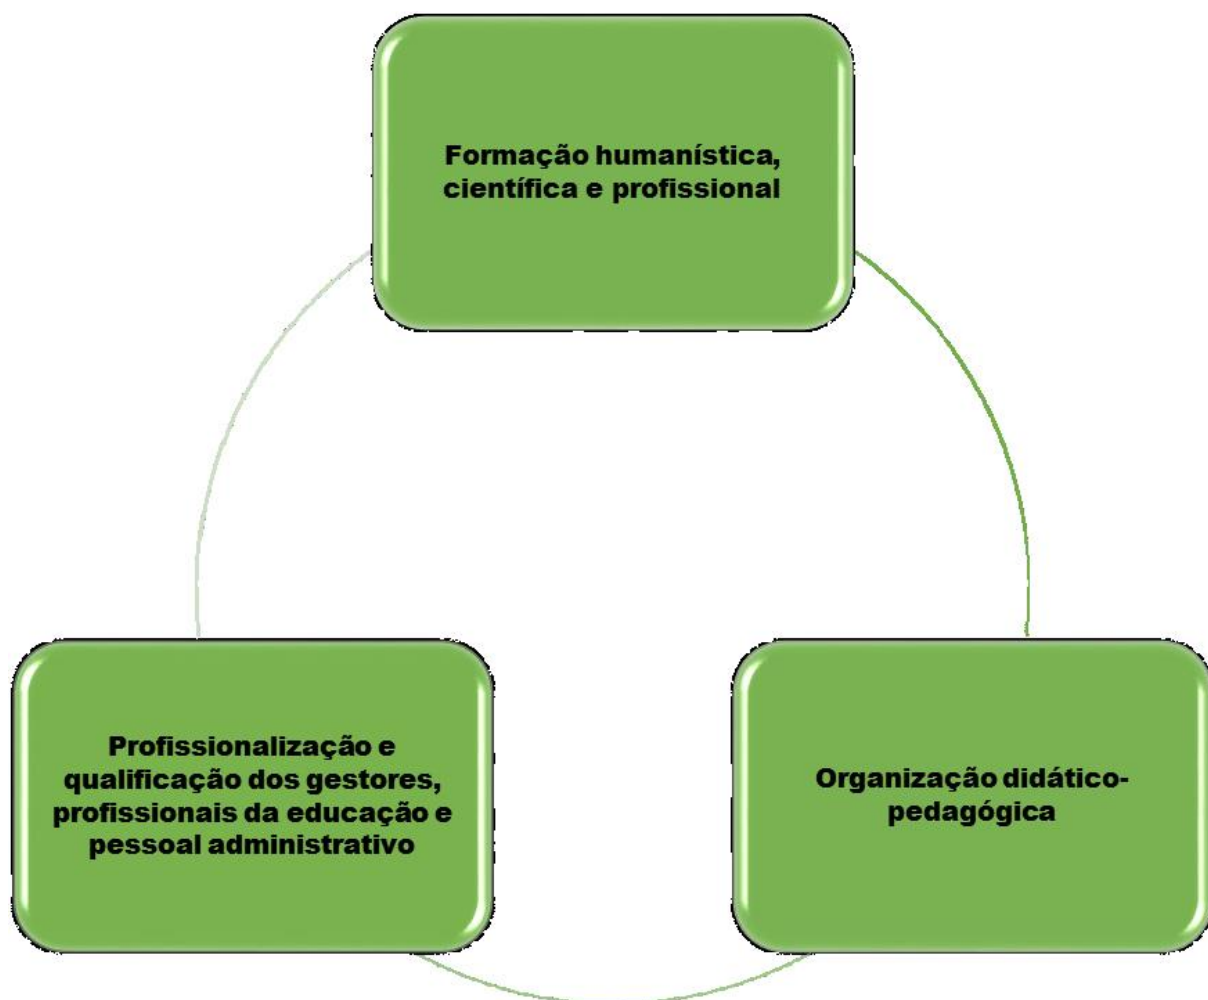 Formação humanística,
científica e profissional
Profissionalização e
qualificação dos gestores,
profissionais da educação e
pessoal administrativo
Organização didático-
pedagógica